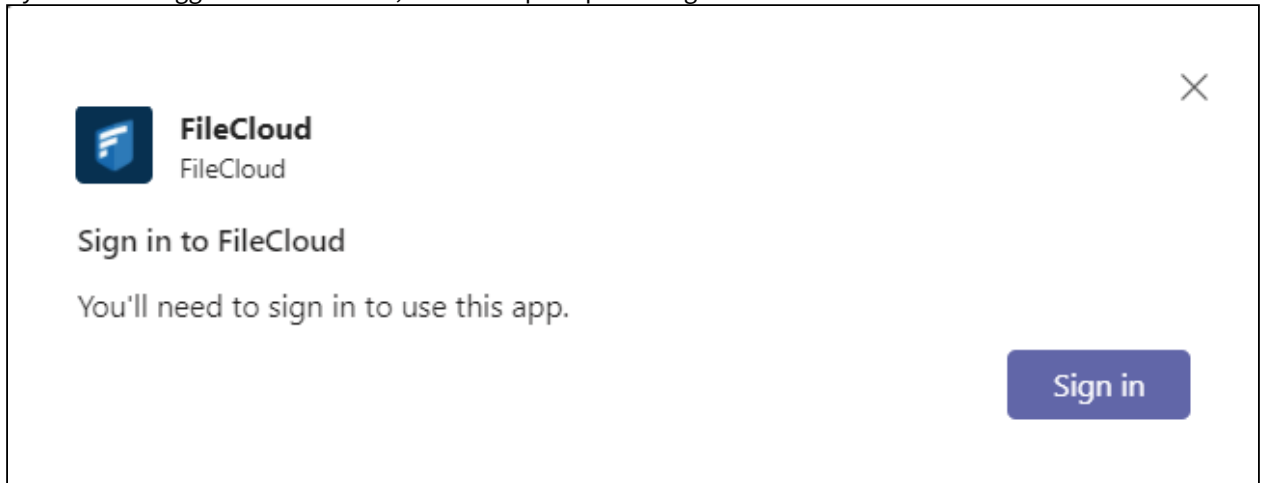 FileCloud
FileCloud
Sign in to FileCloud
You'll need to sign in to use this app.
Sign in